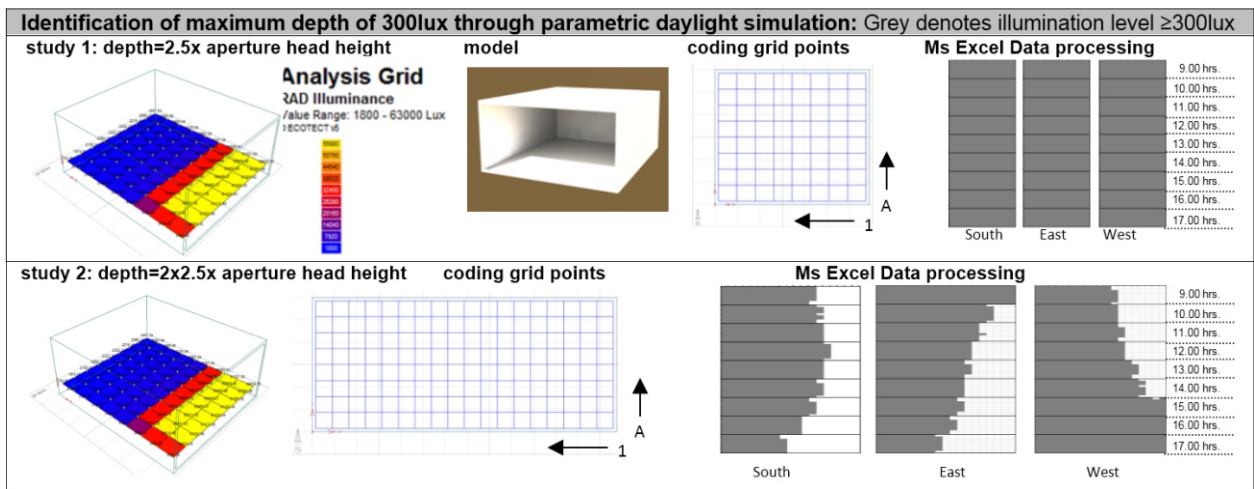 Identification of maximum depth of 300lux through parametric daylight simulation: Grey denotes illumination level ≥300lux
study 1: depth=2.5x aperture head height
model
coding grid points
Ms Excel Data processing
Analysis Grid
RAD Illuminance
Value Range: 1800 - 63000 Lux
ECOTECT v5
32400
26280
20160
14040
7920
1800
A
1
9.00 hrs.
10.00 hrs.
11.00 hrs.
12.00 hrs.
13.00 hrs.
14.00 hrs.
15.00 hrs.
16.00 hrs.
17.00 hrs.
South East West
study 2: depth=2x2.5x aperture head height
coding grid points
Ms Excel Data processing
A
1
9.00 hrs.
10.00 hrs.
11.00 hrs.
12.00 hrs.
13.00 hrs.
14.00 hrs.
15.00 hrs.
16.00 hrs.
17.00 hrs.
South East West